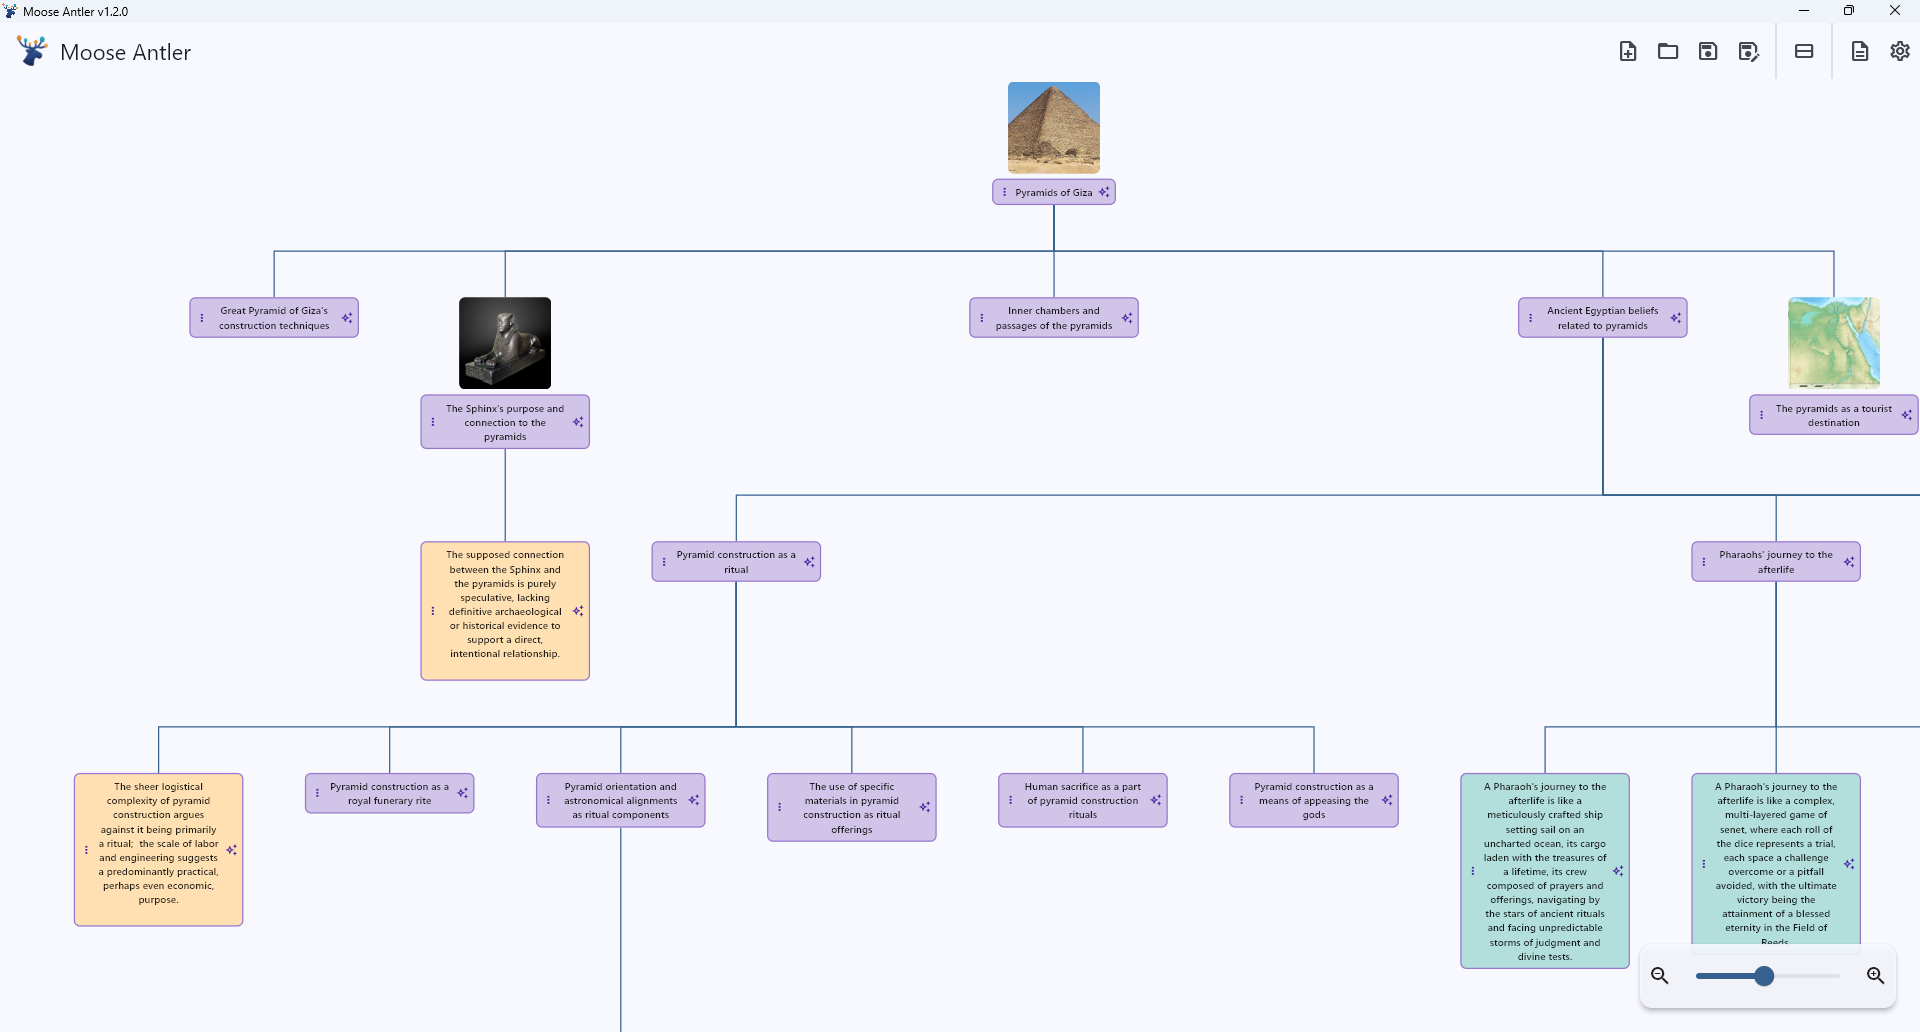 Moose Antler v1.2.0
Moose Antler
Pyramids of Giza
Great Pyramid of Giza's
construction techniques
Inner chambers and
passages of the pyramids
Ancient Egyptian beliefs
related to pyramids
The Sphinx's purpose and
connection to the
pyramids
The pyramids as a tourist
destination
The supposed connection
between the Sphinx and
the pyramids is purely
speculative, lacking
definitive archaeological
or historical evidence to
support a direct,
intentional relationship.
Pyramid construction as a
ritual
Pharaohs' journey to the
afterlife
The sheer logistical
complexity of pyramid
construction argues
against it being primarily
a ritual; the scale of labor
and engineering suggests
a predominantly practical,
perhaps even economic,
purpose.
Pyramid construction as a
royal funerary rite
Pyramid orientation and
astronomical alignments
as ritual components
The use of specific
materials in pyramid
construction as ritual
offerings
Human sacrifice as a part
of pyramid construction
rituals
Pyramid construction as a
means of appeasing the
gods
A Pharaoh's journey to the
afterlife is like a
meticulously crafted ship
setting sail on an
uncharted ocean, its cargo
laden with the treasures of
a lifetime, its crew
composed of prayers and
offerings, navigating by
the stars of ancient rituals
and facing unpredictable
storms of judgment and
divine tests.
A Pharaoh's journey to the
afterlife is like a complex,
multi-layered game of
senet, where each roll of
the dice represents a trial,
each space a challenge
overcome or a pitfall
avoided, with the ultimate
victory being the
attainment of a blessed
eternity in the Field of
Reeds.